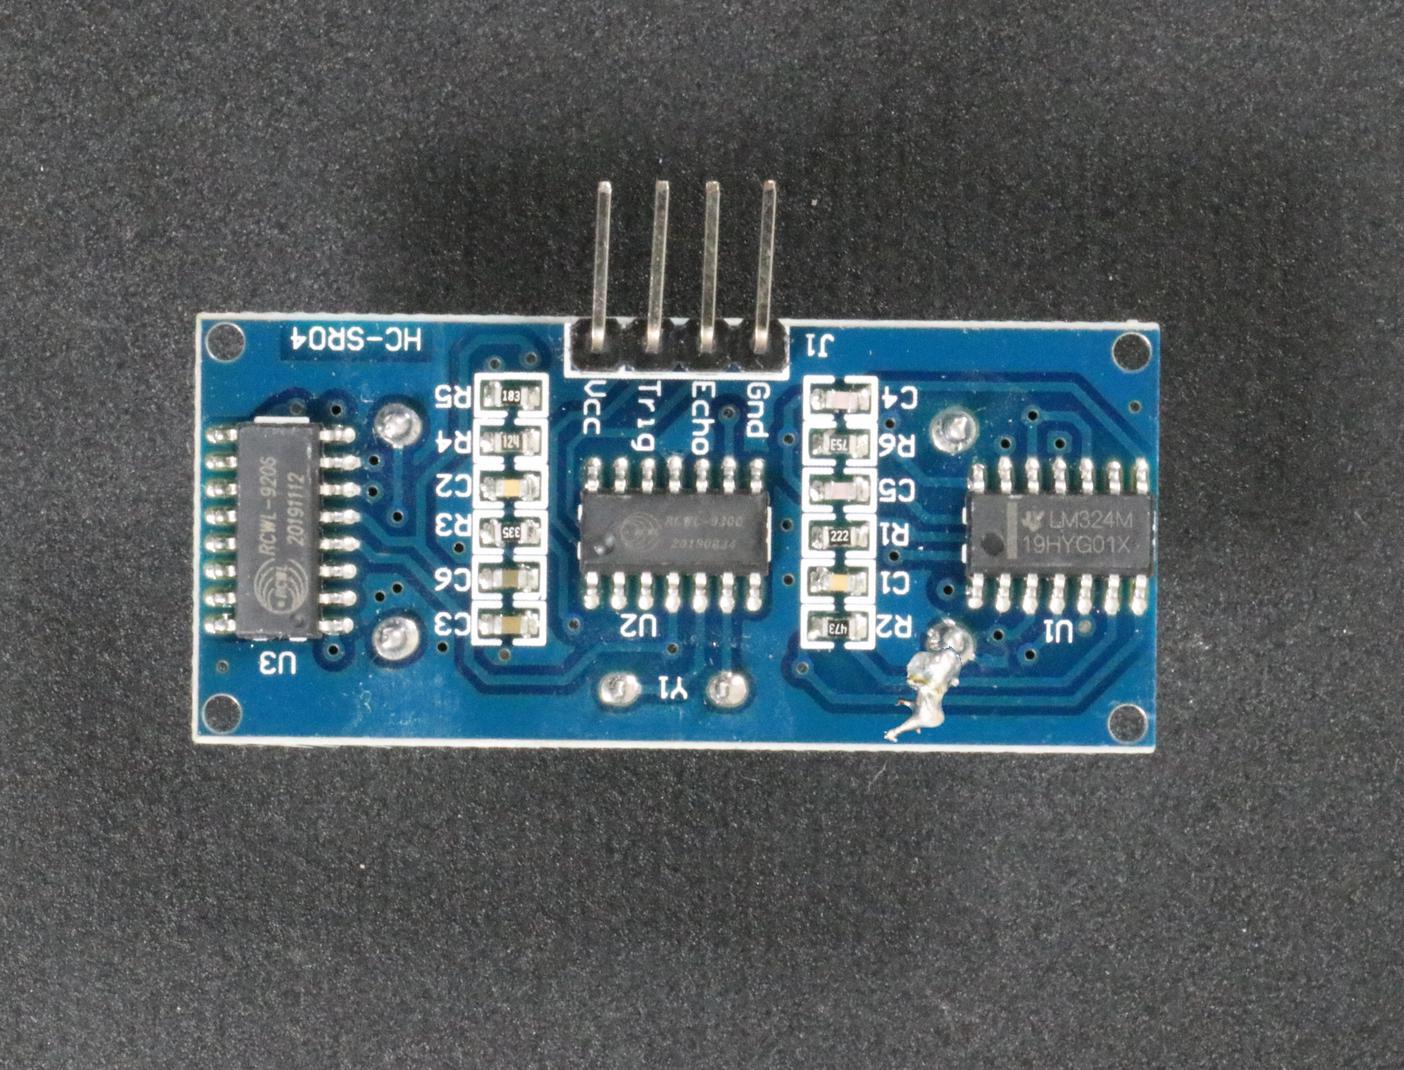 HC-SR04
J1
Vcc
Trig
Echo
Gnd
R5
183
R4
124
C2
R3
335
C6
C3
C4
R6
753
C5
R1
222
C1
R2
473
RCWL-9206
20191112
U3
RCWL-9300
U2
LM324M
19HYG01X
U1
Y1